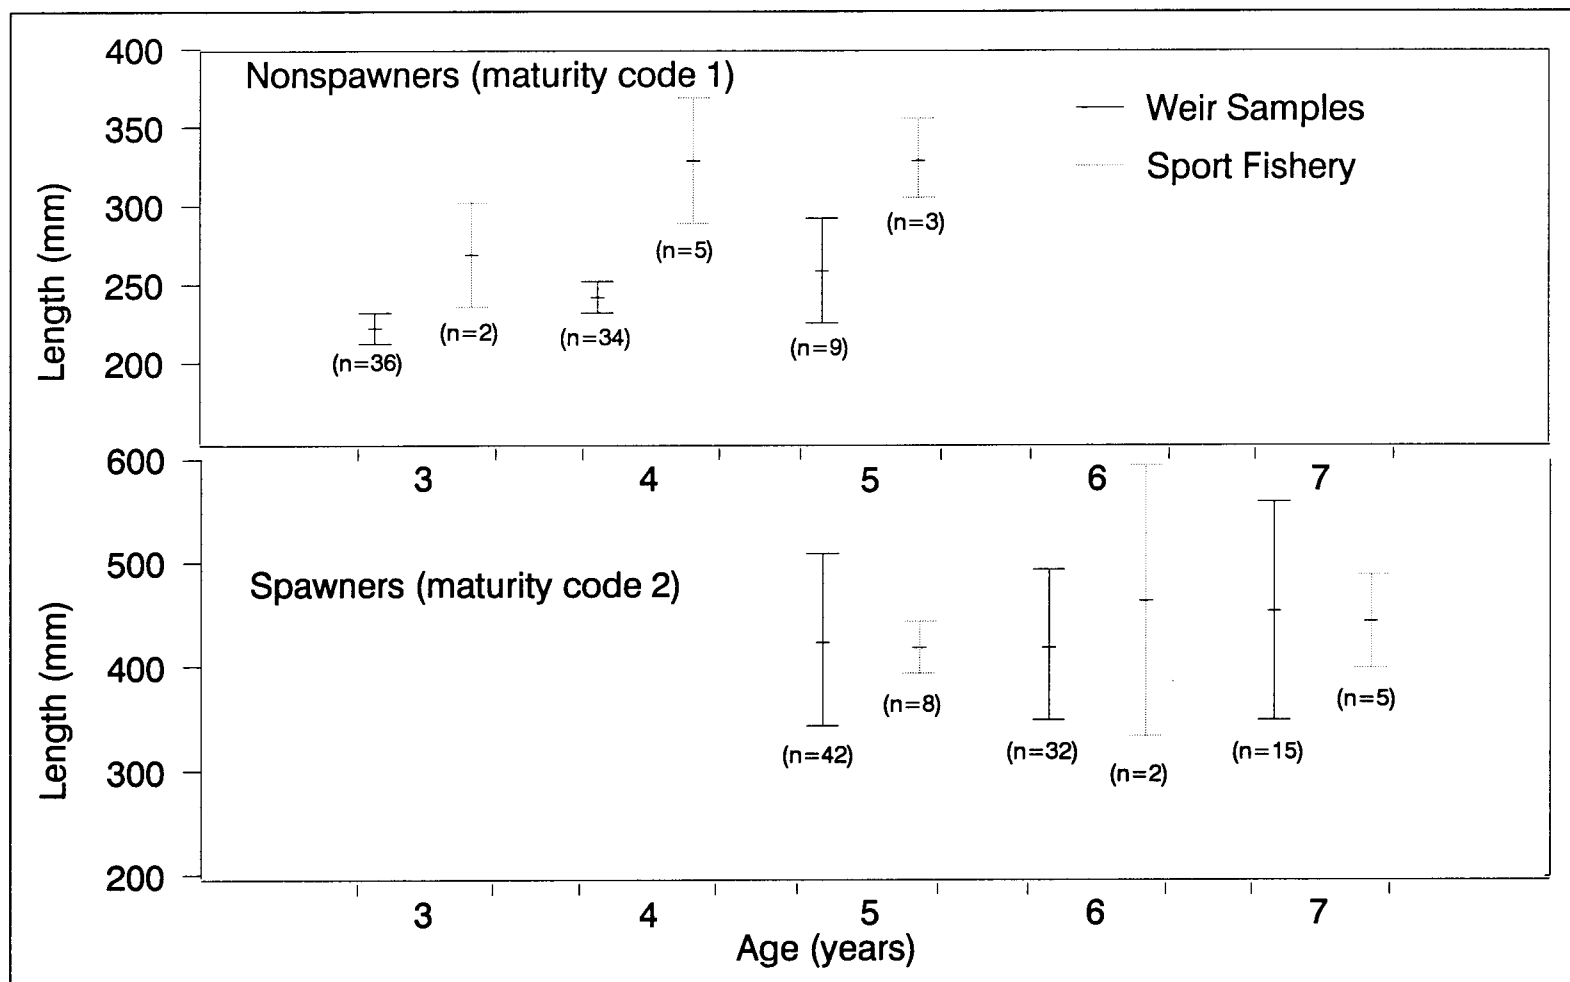 400
Nonspawners (maturity code 1)
350
Weir Samples
Sport Fishery
300
250
200
Length (mm)
(n=36)
(n=2)
(n=34)
(n=5)
(n=9)
(n=3)
3
4
5
6
7
600
500
400
300
200
Length (mm)
Spawners (maturity code 2)
(n=42)
(n=8)
(n=32)
(n=2)
(n=15)
(n=5)
3
4
5
6
7
Age (years)